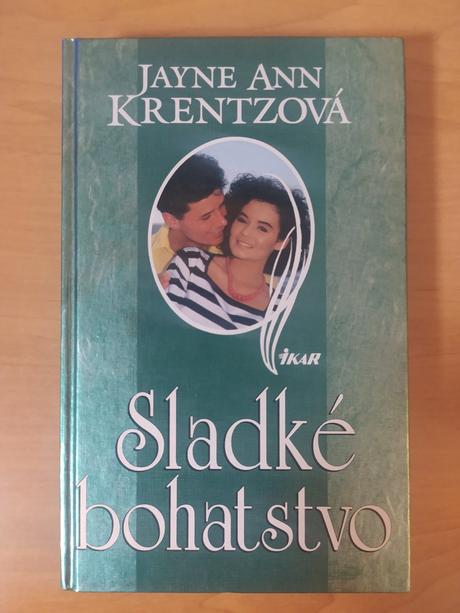 JAYNE ANN
KRENTZOVÁ
IKAR
Sladké
bohatstvo